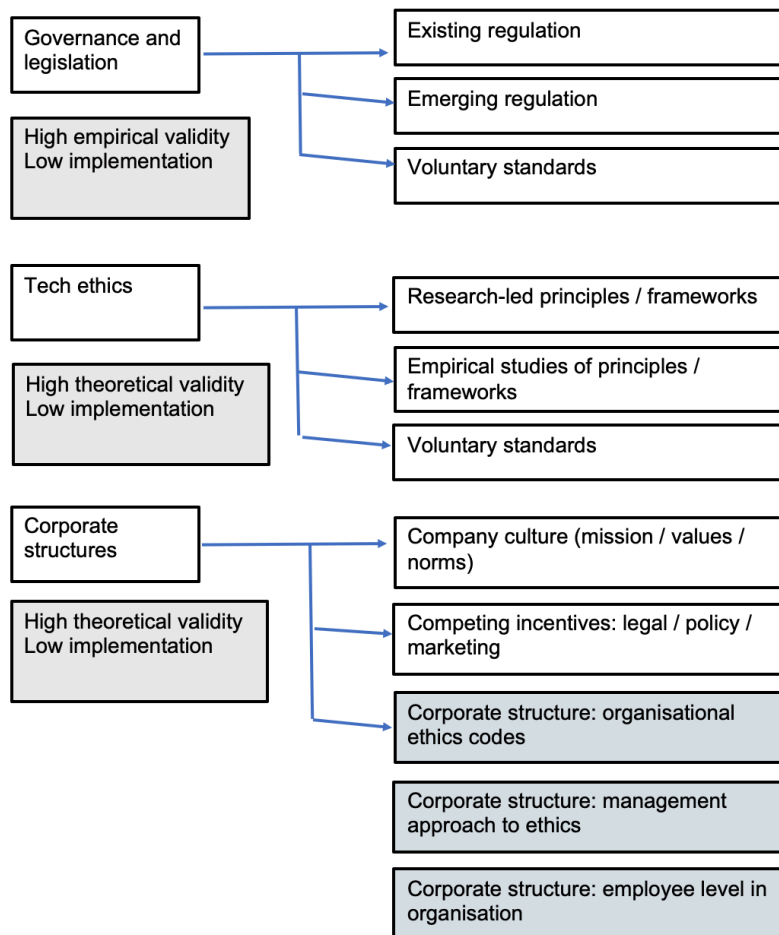 Governance and
legislation
High empirical validity
Low implementation
Existing regulation
Emerging regulation
Voluntary standards
Tech ethics
High theoretical validity
Low implementation
Research-led principles / frameworks
Empirical studies of principles /
frameworks
Voluntary standards
Corporate
structures
High theoretical validity
Low implementation
Company culture (mission / values /
norms)
Competing incentives: legal / policy /
marketing
Corporate structure: organisational
ethics codes
Corporate structure: management
approach to ethics
Corporate structure: employee level in
organisation